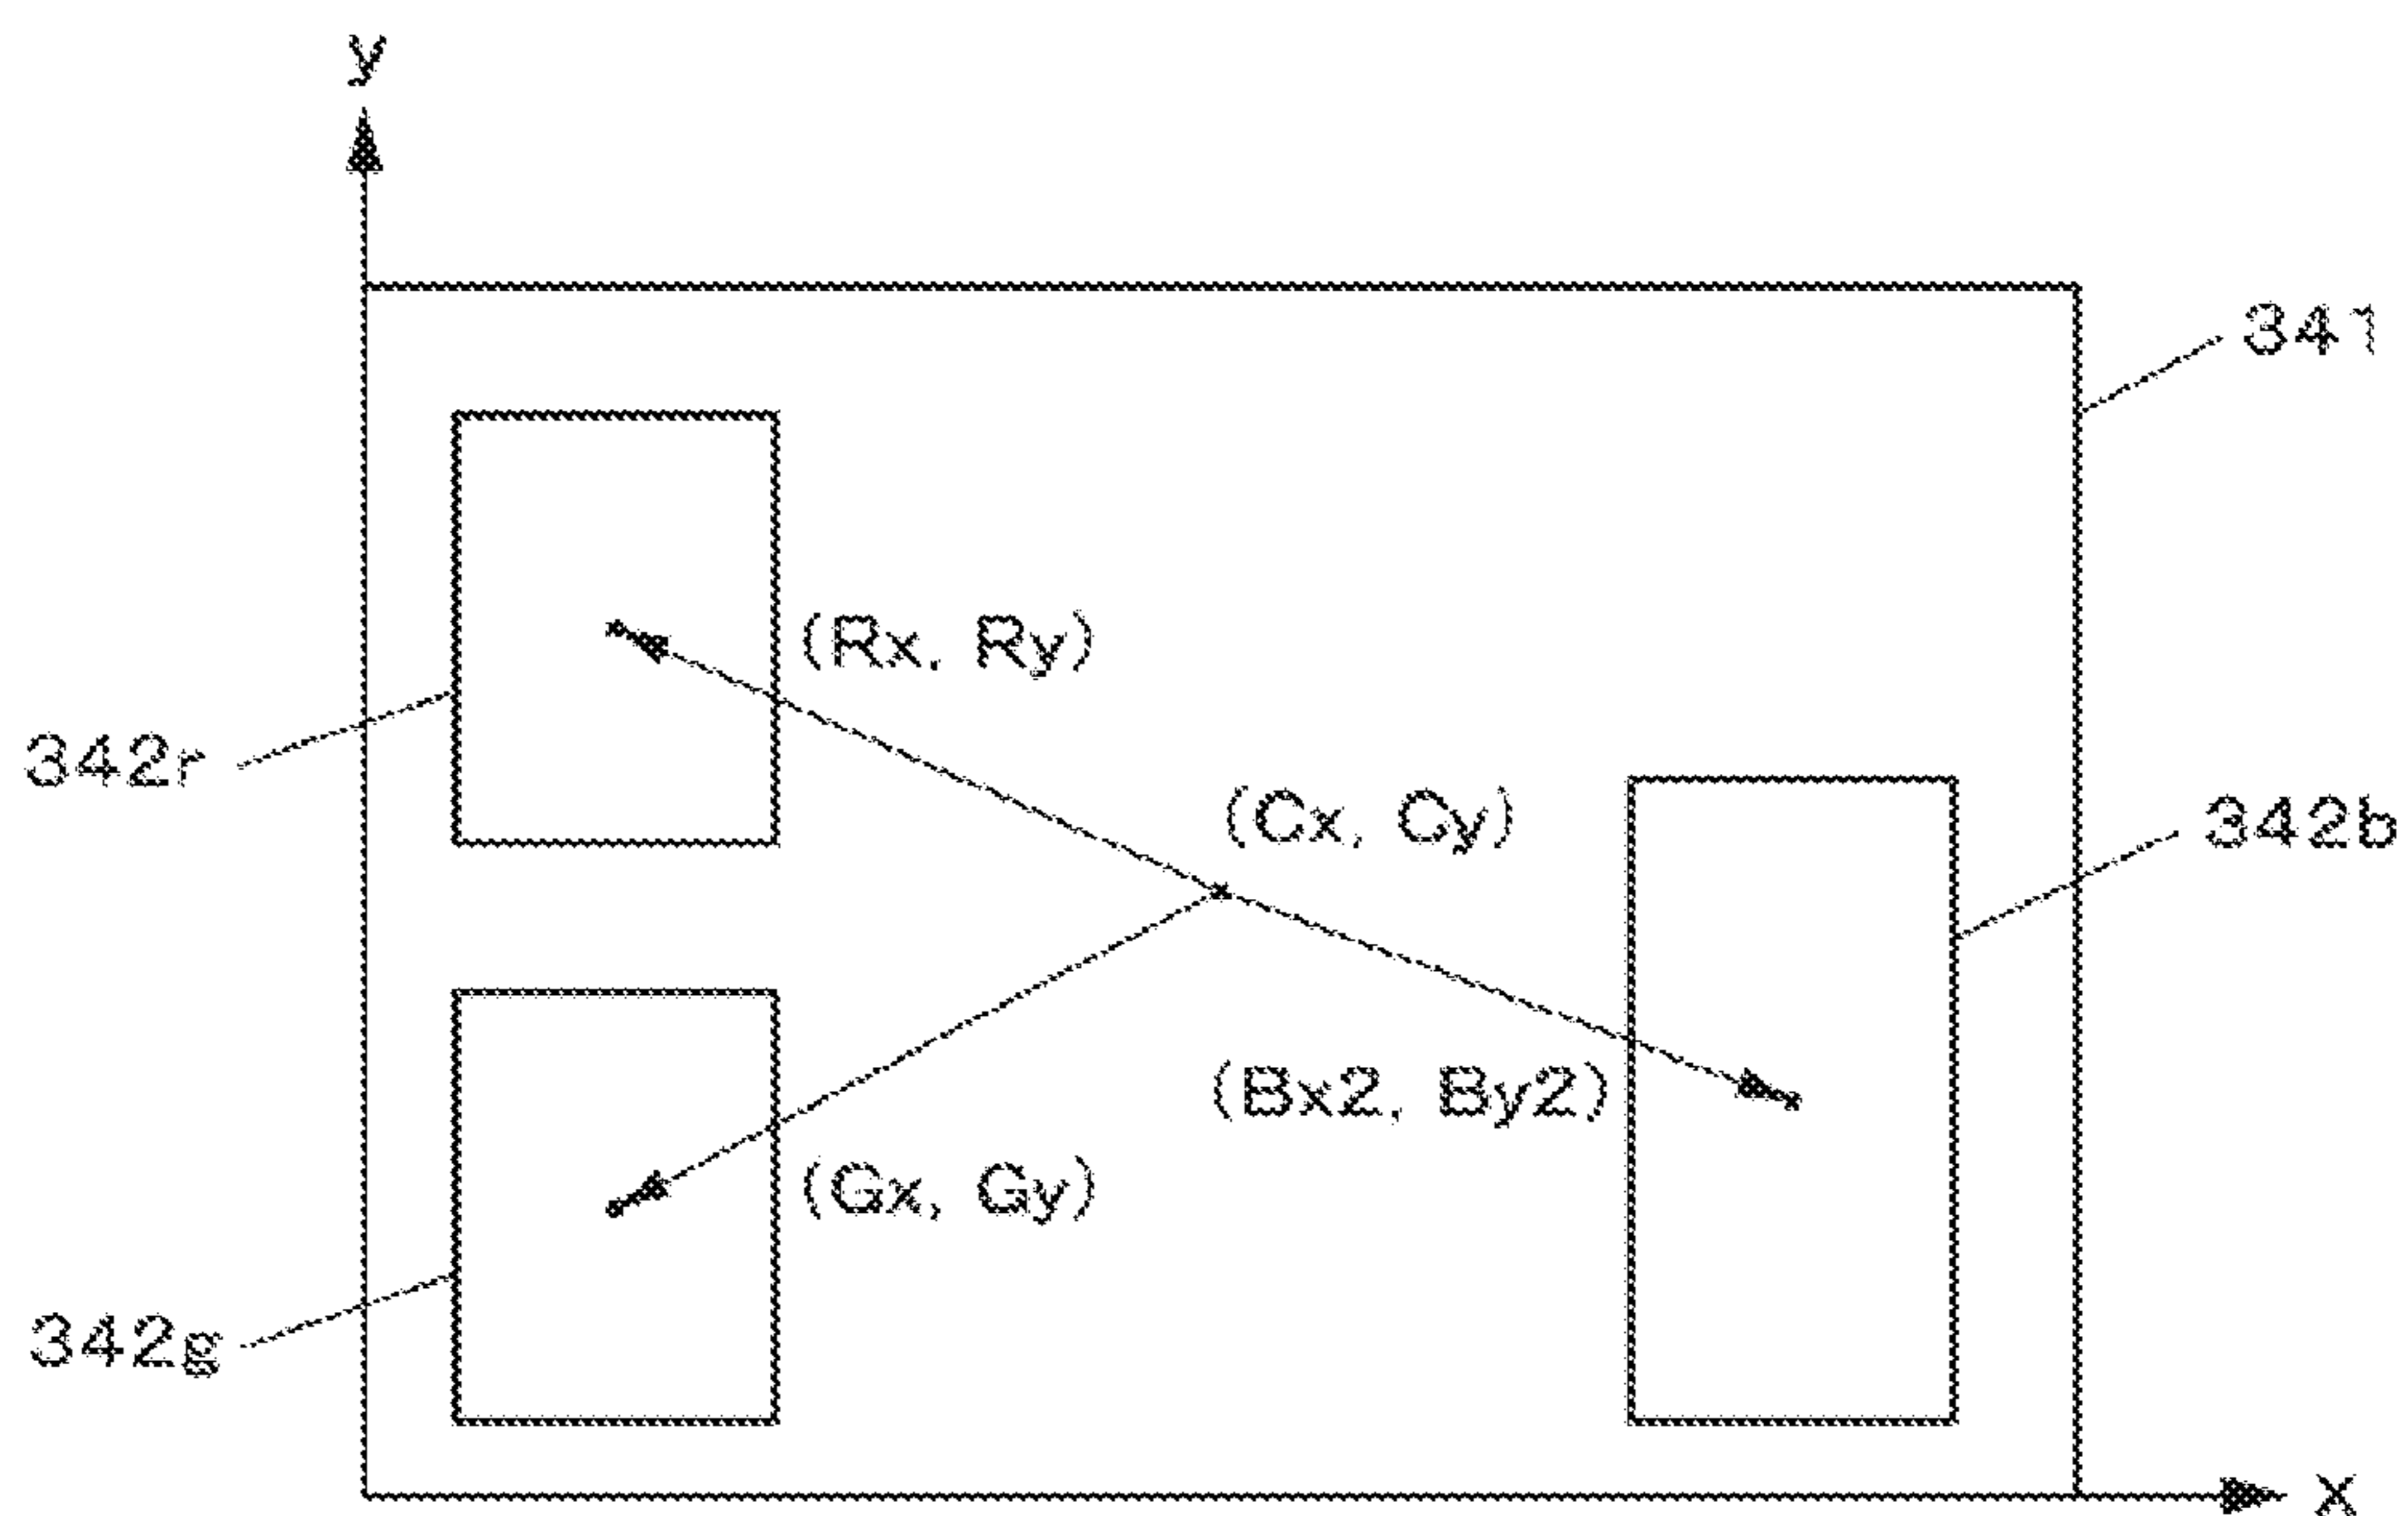 y
341
(Rx, Ry)
342r
(Cx, Cy)
342b
(Bx2, By2)
(Gx, Gy)
342g
x